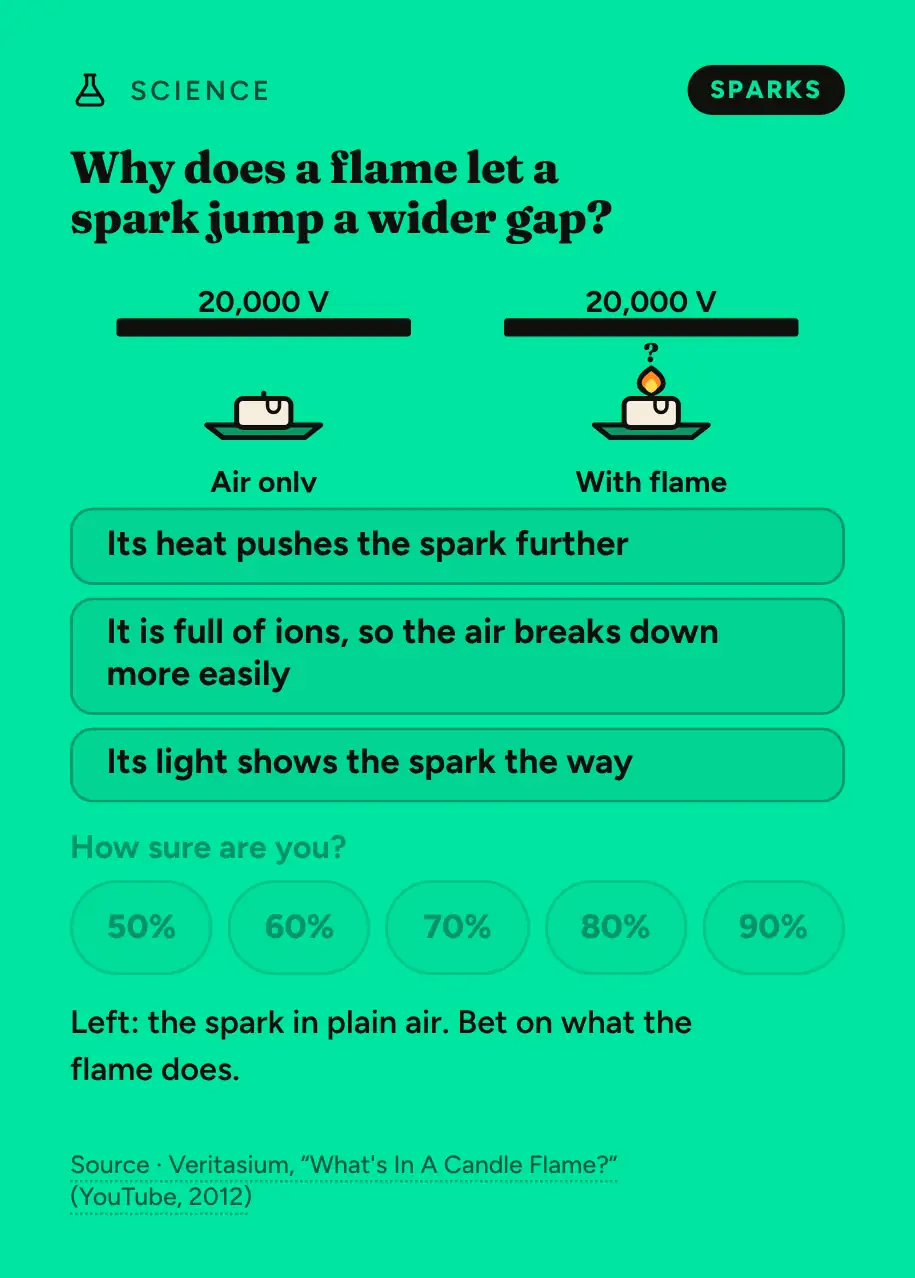 SCIENCE
SPARKS
Why does a flame let a
spark jump a wider gap?
20,000 V
20,000 V
?
Air only
With flame
Its heat pushes the spark further
It is full of ions, so the air breaks down
more easily
Its light shows the spark the way
How sure are you?
50%
60%
70%
80%
90%
Left: the spark in plain air. Bet on what the
flame does.
Source · Veritasium, “What's In A Candle Flame?”
(YouTube, 2012)